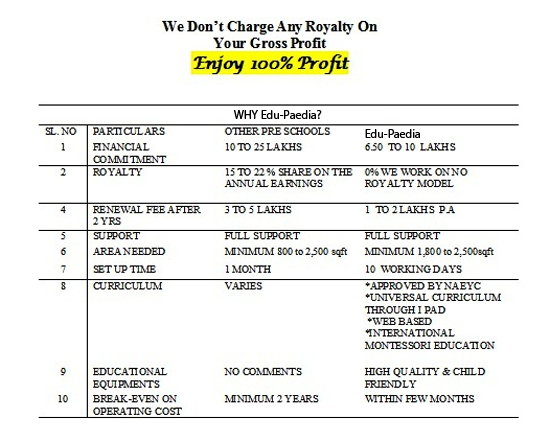 We Don't Charge Any Royalty On
Your Gross Profit
Enjoy 100% Profit
WHY Edu-Paedia?
SL. NO PARTICULARS OTHER PRE SCHOOLS Edu-Paedia
1 FINANCIAL COMMITMENT 10 TO 25 LAKHS 6.50 TO 10 LAKHS
2 ROYALTY 15 TO 22 % SHARE ON THE ANNUAL EARNINGS 0% WE WORK ON NO ROYALTY MODEL
4 RENEWAL FEE AFTER 2 YRS 3 TO 5 LAKHS 1 TO 2 LAKHS P.A
5 SUPPORT FULL SUPPORT FULL SUPPORT
6 AREA NEEDED MINIMUM 800 to 2,500 sqft MINIMUM 1,800 to 2,500sqft
7 SET UP TIME 1 MONTH 10 WORKING DAYS
8 CURRICULUM VARIES *APPROVED BY NAEYC
*UNIVERSAL CURRICULUM
THROUGH I PAD
*WEB BASED
*INTERNATIONAL
MONTESSORI EDUCATION
9 EDUCATIONAL EQUIPMENTS NO COMMENTS HIGH QUALITY & CHILD FRIENDLY
10 BREAK-EVEN ON OPERATING COST MINIMUM 2 YEARS WITHIN FEW MONTHS